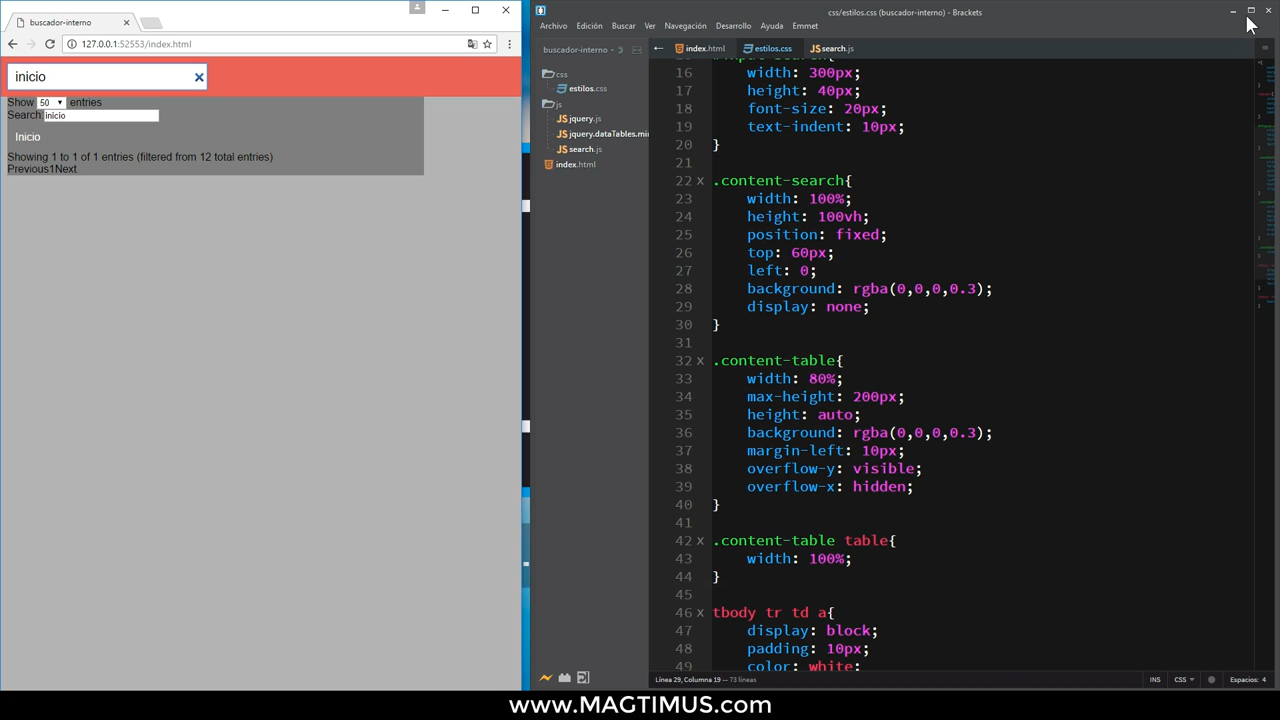 buscador-interno
127.0.0.1:52553/index.html
inicio
Show 50 entries
Search: inicio
Inicio
Showing 1 to 1 of 1 entries (filtered from 12 total entries)
Previous1Next
css/estilos.css (buscador-interno) - Brackets
Archivo Edición Buscar Ver Navegación Desarrollo Ayuda Emmet
buscador-interno
index.html estilos.css search.js
css
estilos.css
js
jquery.js
jquery.dataTables.mi
search.js
index.html
16 width: 300px;
17 height: 40px;
18 font-size: 20px;
19 text-indent: 10px;
20 }
21
22 .content-search{
23 width: 100%;
24 height: 100vh;
25 position: fixed;
26 top: 60px;
27 left: 0;
28 background: rgba(0,0,0,0.3);
29 display: none;
30 }
31
32 .content-table{
33 width: 80%;
34 max-height: 200px;
35 height: auto;
36 background: rgba(0,0,0,0.3);
37 margin-left: 10px;
38 overflow-y: visible;
39 overflow-x: hidden;
40 }
41
42 .content-table table{
43 width: 100%;
44 }
45
46 tbody tr td a{
47 display: block;
48 padding: 10px;
49 color: white;
Línea 29, Columna 19 — 73 líneas
INS CSS Espacios: 4
www.MAGTIMUS.com